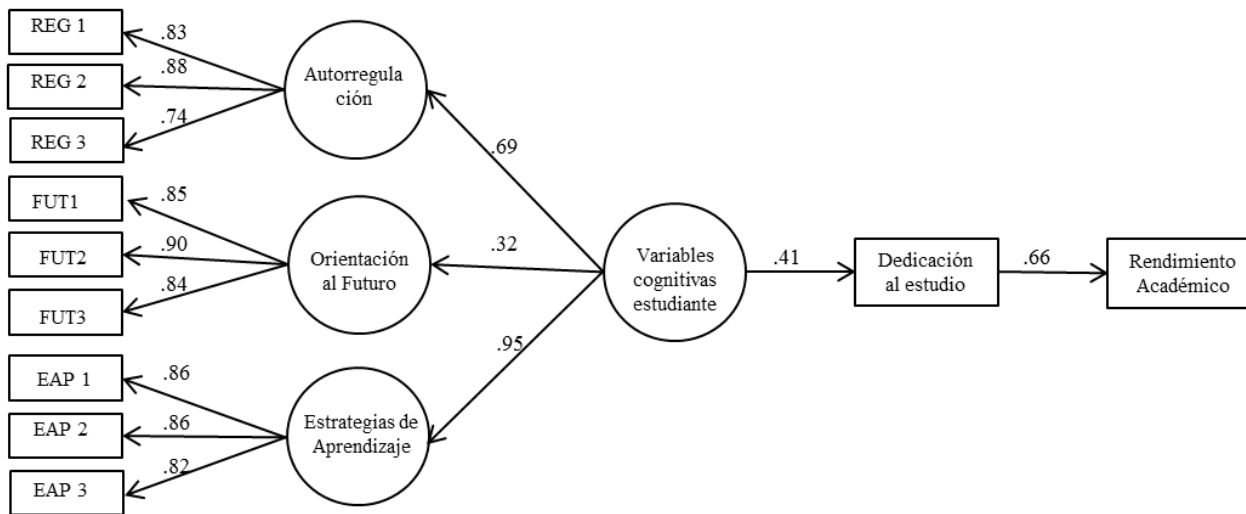 REG 1
REG 2
REG 3
FUT1
FUT2
FUT3
EAP 1
EAP 2
EAP 3
.83
.88
.74
.85
.90
.84
.86
.86
.82
Autorregula
ción
Orientación
al Futuro
Estrategias de
Aprendizaje
.69
.32
.95
Variables
cognitivas
estudiante
.41
Dedicación
al estudio
.66
Rendimiento
Académico